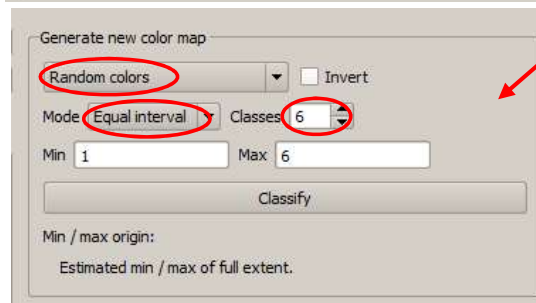 Generate new color map
Random colors Invert
Mode Equal interval Classes 6
Min 1 Max 6
Classify
Min / max origin:
Estimated min / max of full extent.